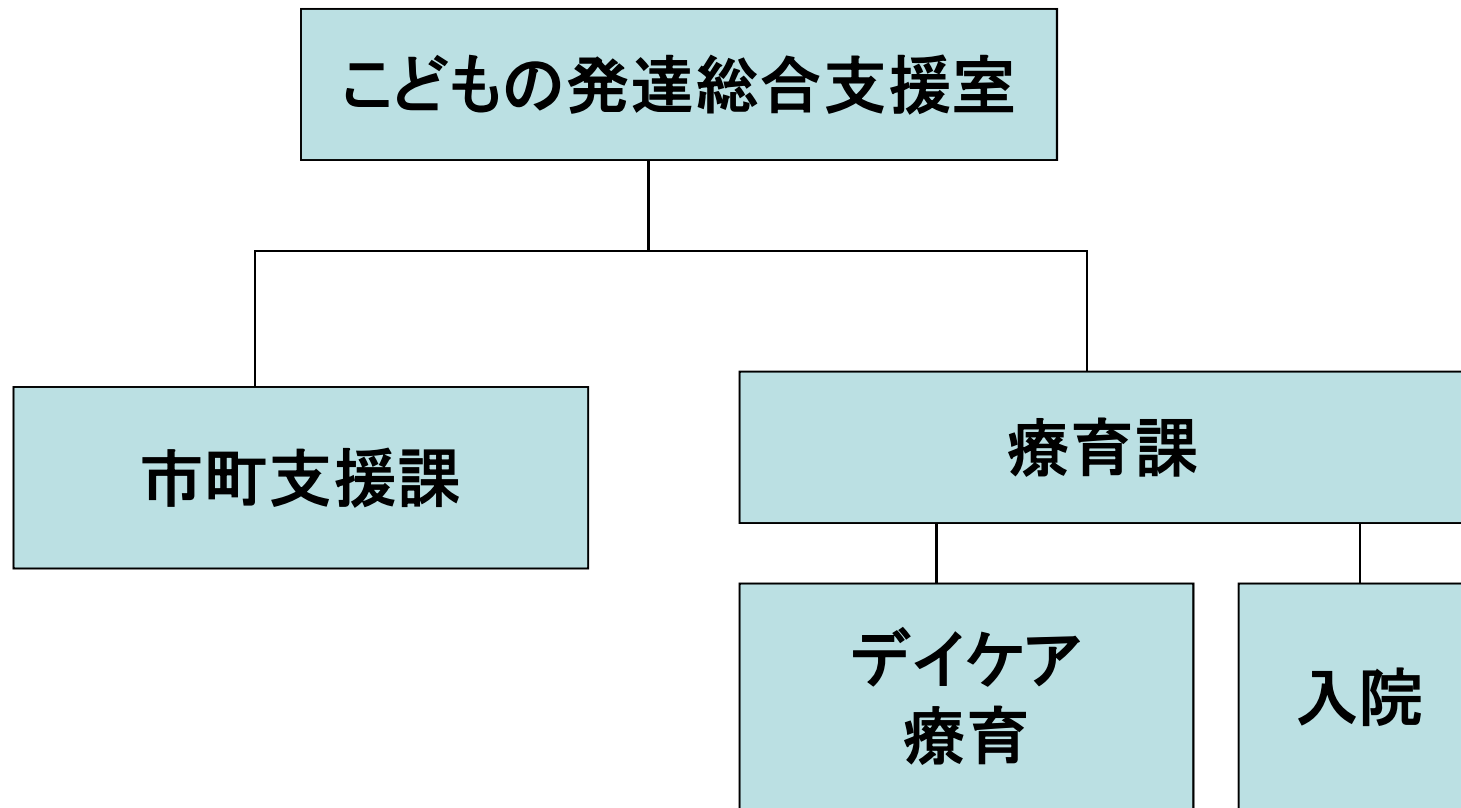 こどもの発達総合支援室
市町支援課
療育課
デイケア
療育
入院